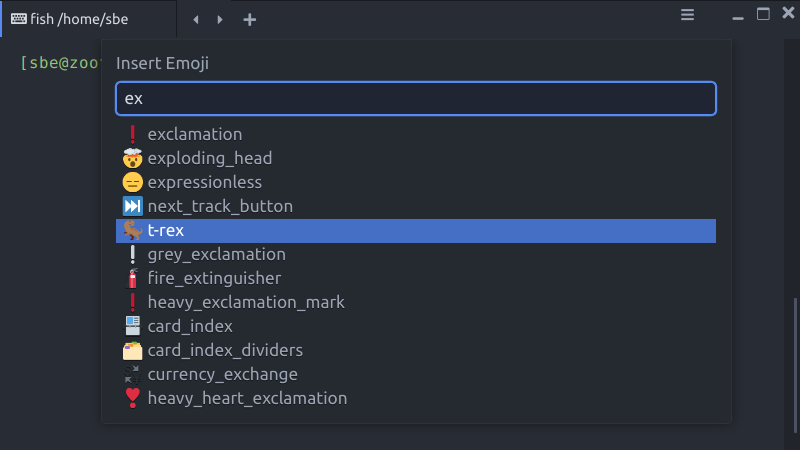 fish /home/sbe
[sbe@zoo
Insert Emoji
ex
exclamation
exploding_head
expressionless
next_track_button
t-rex
grey_exclamation
fire_extinguisher
heavy_exclamation_mark
card_index
card_index_dividers
currency_exchange
heavy_heart_exclamation